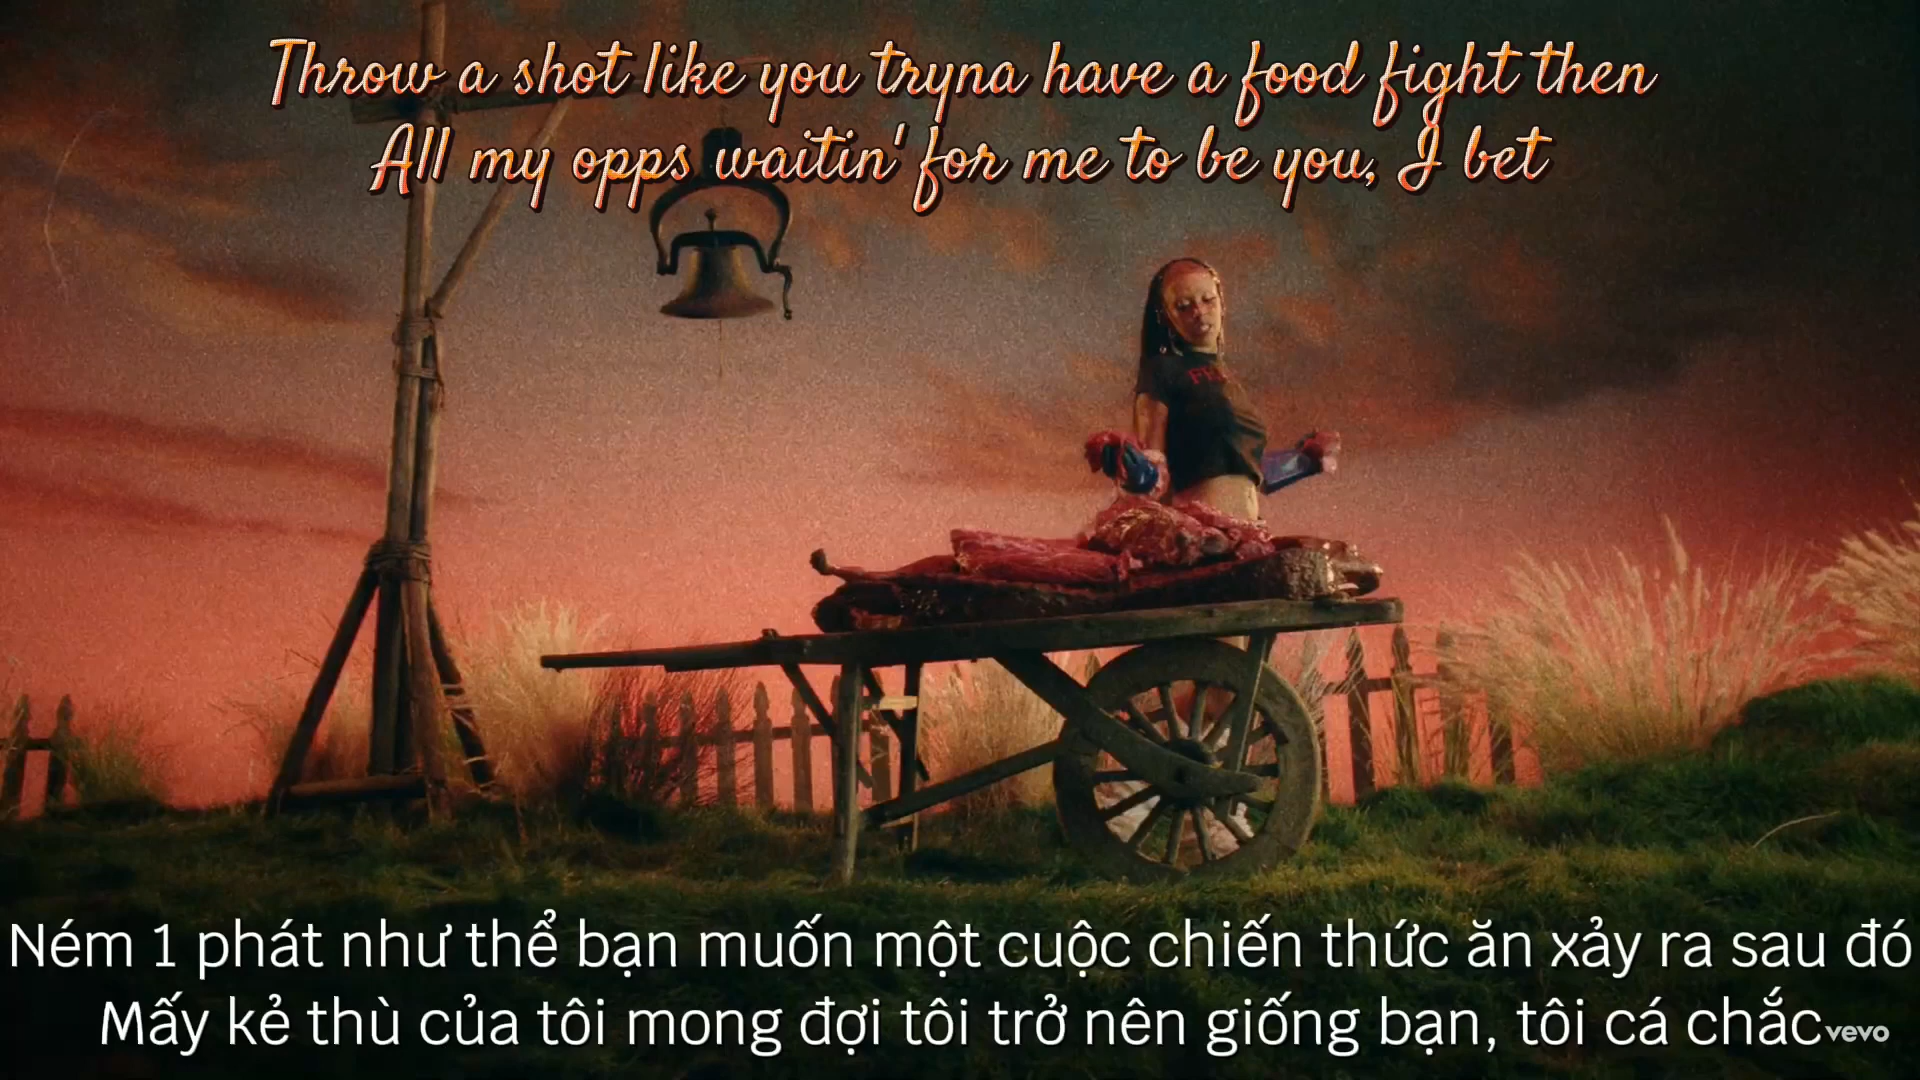 Throw a shot like you tryna have a food fight then
All my opps waitin' for me to be you, I bet
Ném 1 phát như thể bạn muốn một cuộc chiến thức ăn xảy ra sau đó
Mấy kẻ thù của tôi mong đợi tôi trở nên giống bạn, tôi cá chắc
vevo